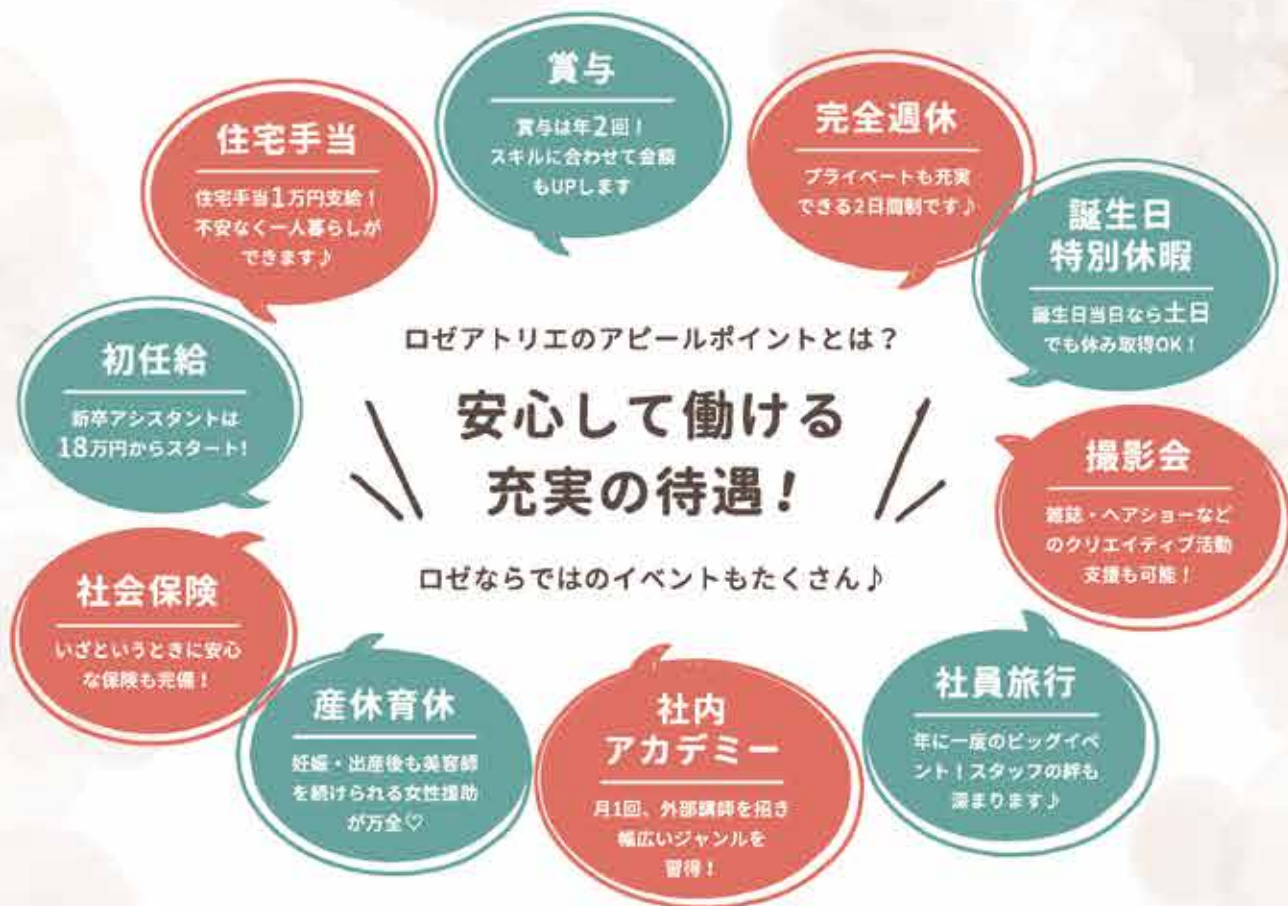 賞与
賞与は年2回！
スキルに合わせて金額
もUPします
住宅手当
住宅手当1万円支給！
不安なく一人暮らしが
できます♪
完全週休
プライベートも充実
できる2日間制です♪
誕生日
特別休暇
誕生日当日なら土日
でも休み取得OK！
初任給
新卒アシスタントは
18万円からスタート!
ロゼアトリエのアピールポイントとは？
安心して働ける
充実の待遇！
ロゼならではのイベントもたくさん♪
撮影会
雑誌・ヘアショーなど
のクリエイティブ活動
支援も可能！
社会保険
いざというときに安心
な保険も完備！
産休育休
妊娠・出産後も美容師
を続けられる女性援助
が万全♡
社内
アカデミー
月1回、外部講師を招き
幅広いジャンルを
習得！
社員旅行
年に一度のビッグイベ
ント！スタッフの絆も
深まります♪